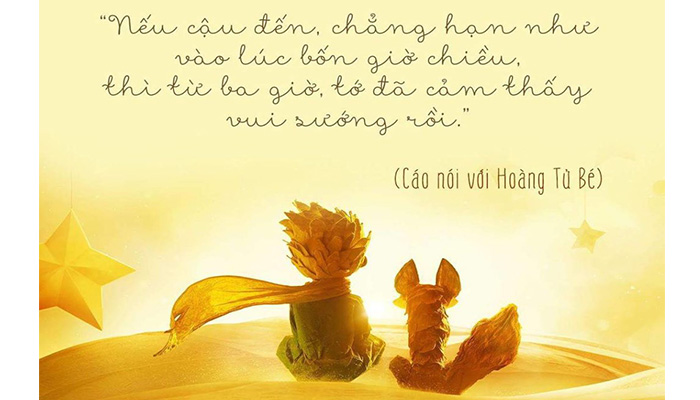 “Nếu cậu đến, chẳng hạn như
vào lúc bốn giờ chiều,
thì từ ba giờ, tớ đã cảm thấy
vui sướng rồi.”
(Cáo nói với Hoàng Tử Bé)